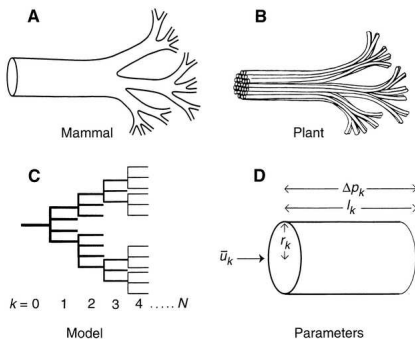 A
B
Mammal
Plant
C
D
Δp_k
l_k
r_k
ū_k
k = 0 1 2 3 4 ..... N
Model
Parameters